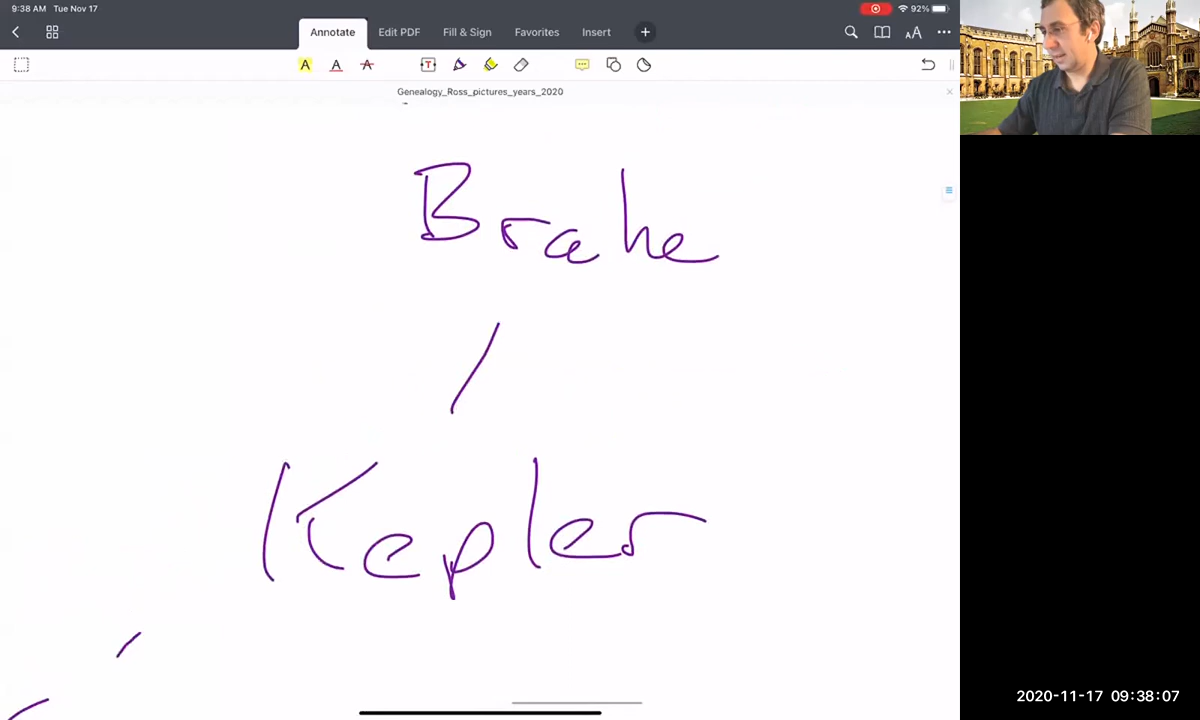 9:38 AM Tue Nov 17
92%
Annotate Edit PDF Fill & Sign Favorites Insert +
AA
A A A T
Genealogy_Ross_pictures_years_2020
Brahe
Kepler
2020-11-17 09:38:07